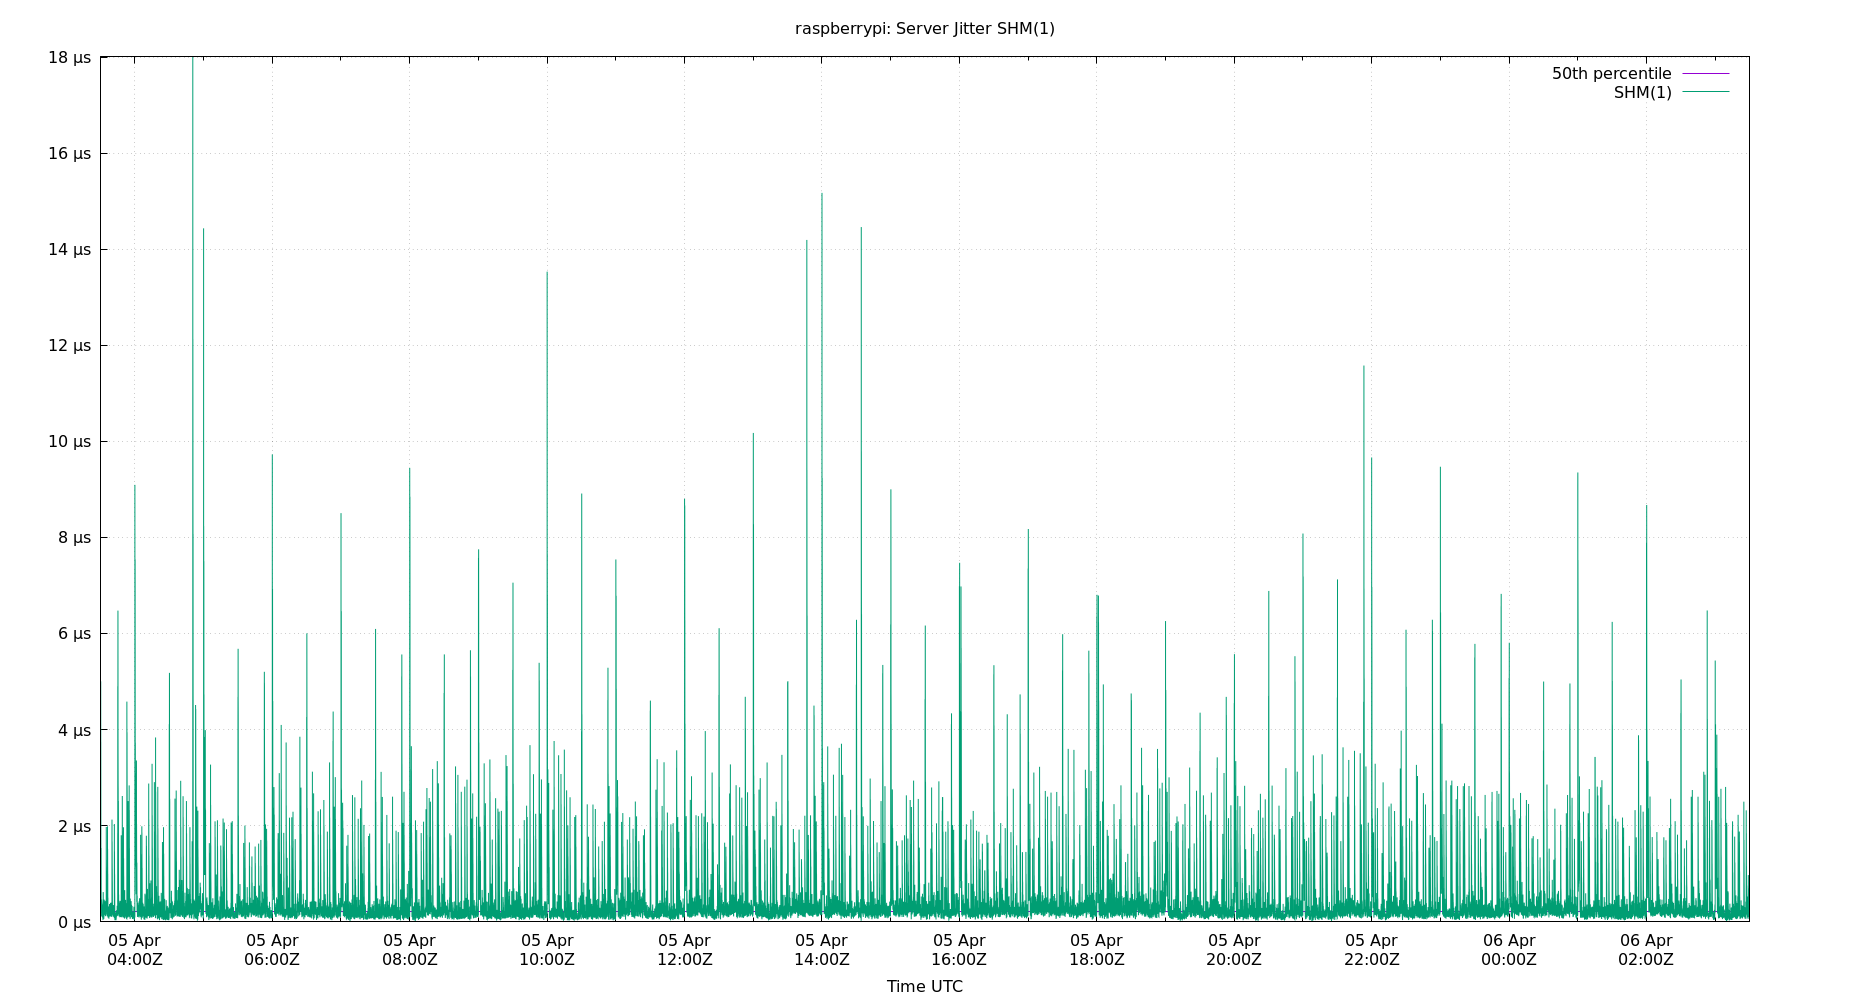 raspberrypi: Server Jitter SHM(1)
50th percentile
SHM(1)
18 µs
16 µs
14 µs
12 µs
10 µs
8 µs
6 µs
4 µs
2 µs
0 µs
05 Apr 05 Apr 05 Apr 05 Apr 05 Apr 05 Apr 05 Apr 05 Apr 05 Apr 05 Apr 06 Apr 06 Apr
04:00Z 06:00Z 08:00Z 10:00Z 12:00Z 14:00Z 16:00Z 18:00Z 20:00Z 22:00Z 00:00Z 02:00Z
Time UTC